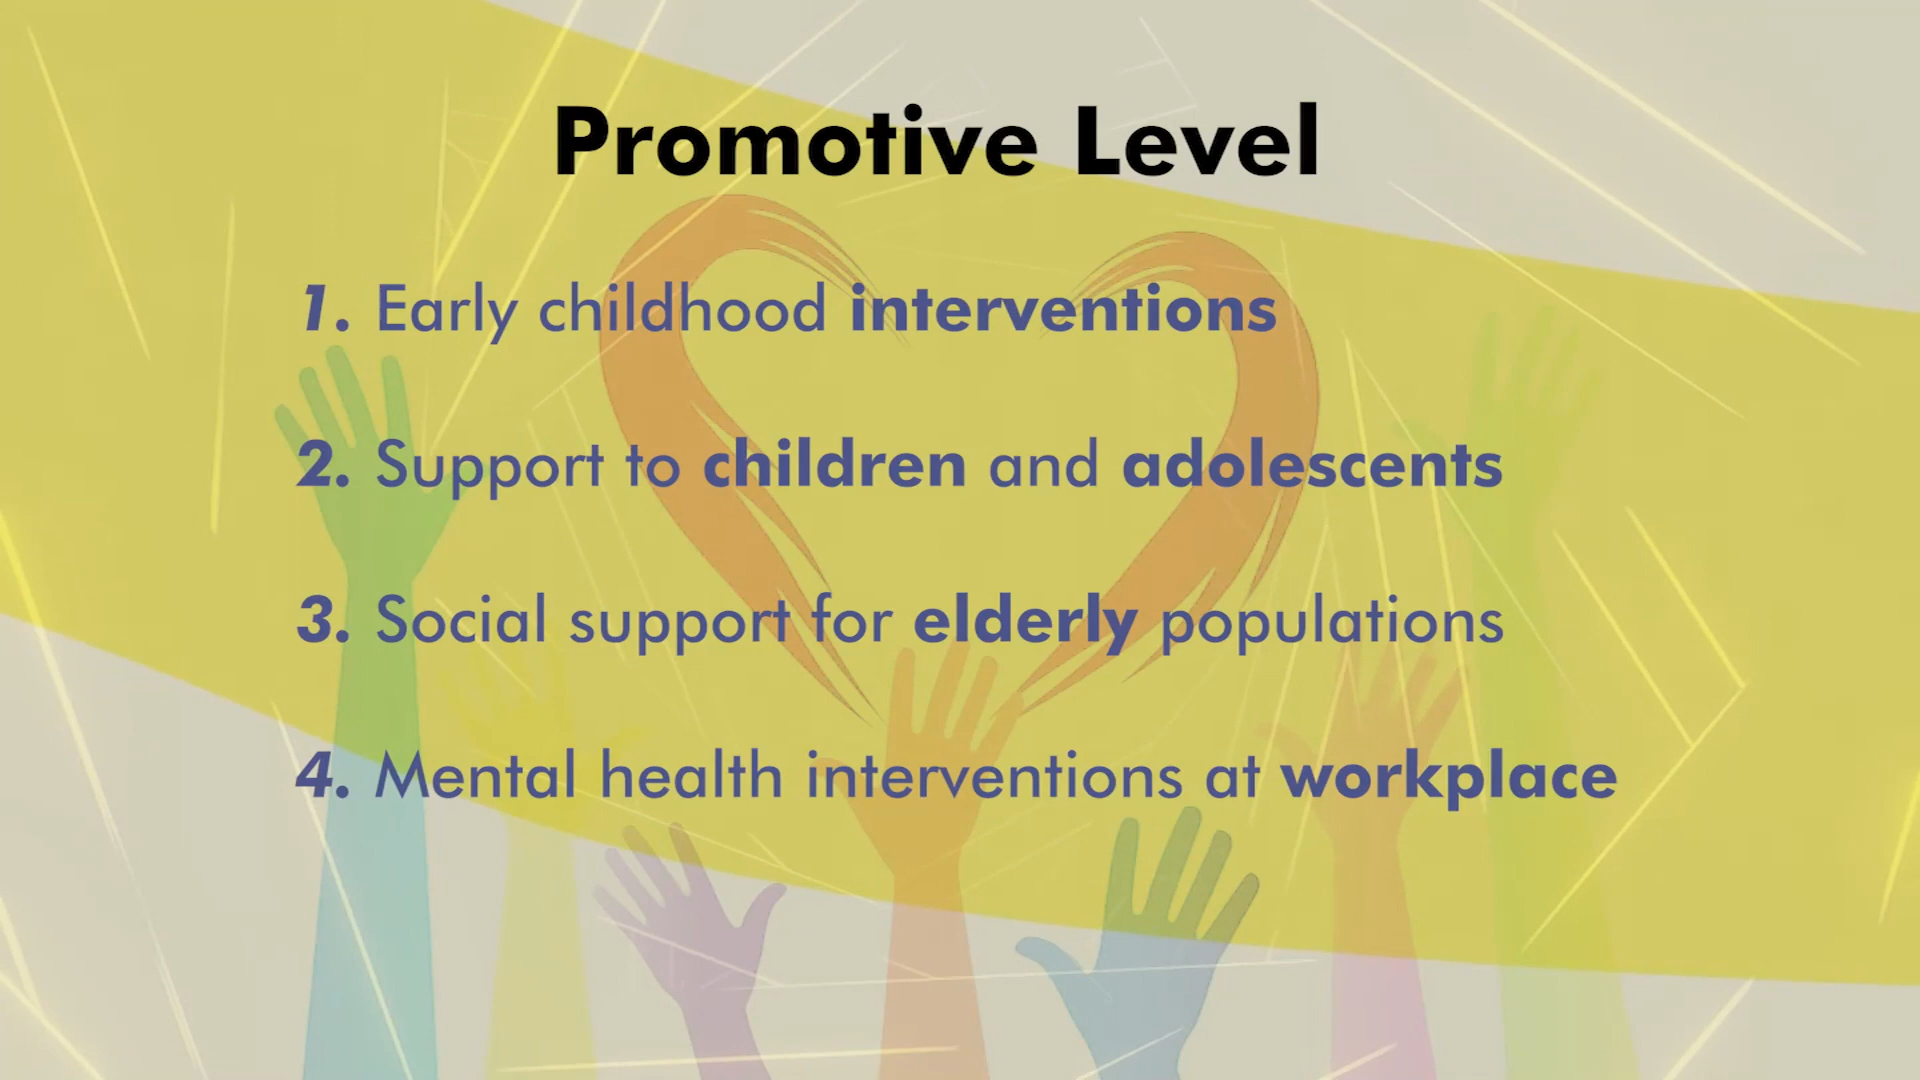 Promotive Level
1. Early childhood interventions
2. Support to children and adolescents
3. Social support for elderly populations
4. Mental health interventions at workplace